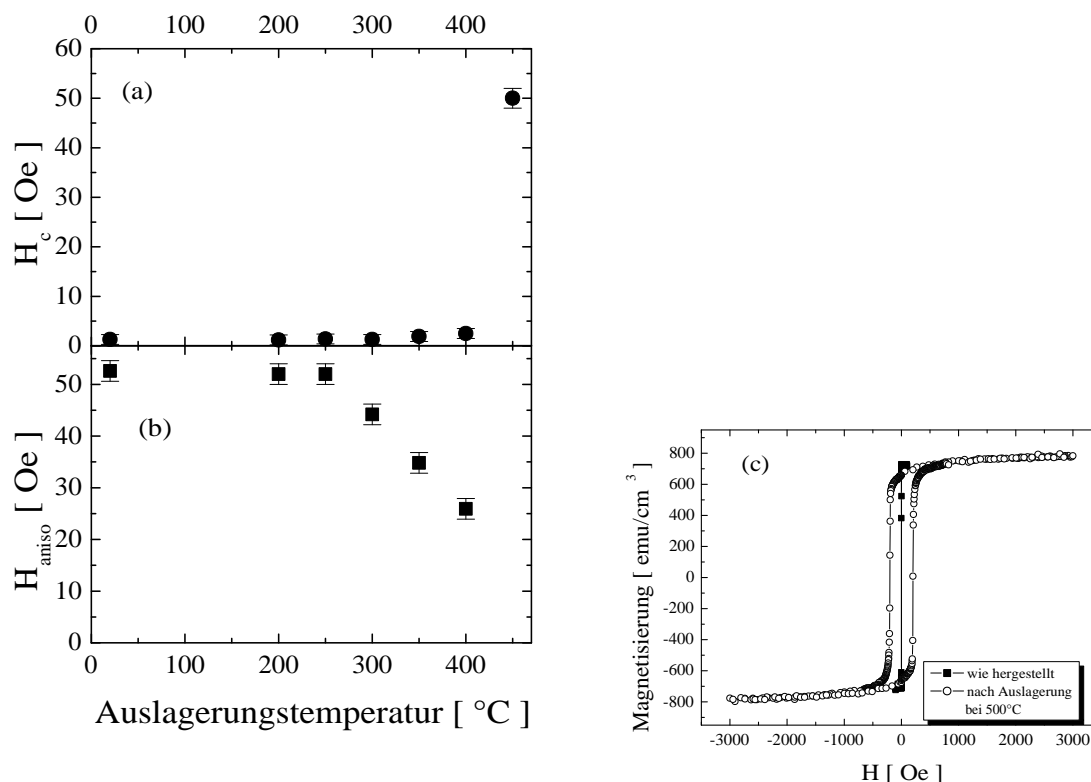 0 100 200 300 400
60
50
40
30
20
10
0
(a)
H_c [ Oe ]
50
40
30
20
10
0
(b)
H_aniso [ Oe ]
0 100 200 300 400
Auslagerungstemperatur [ °C ]
800
600
400
200
0
-200
-400
-600
-800
(c)
Magnetisierung [ emu/cm ³ ]
wie hergestellt
nach Auslagerung
bei 500°C
-3000 -2000 -1000 0 1000 2000 3000
H [ Oe ]